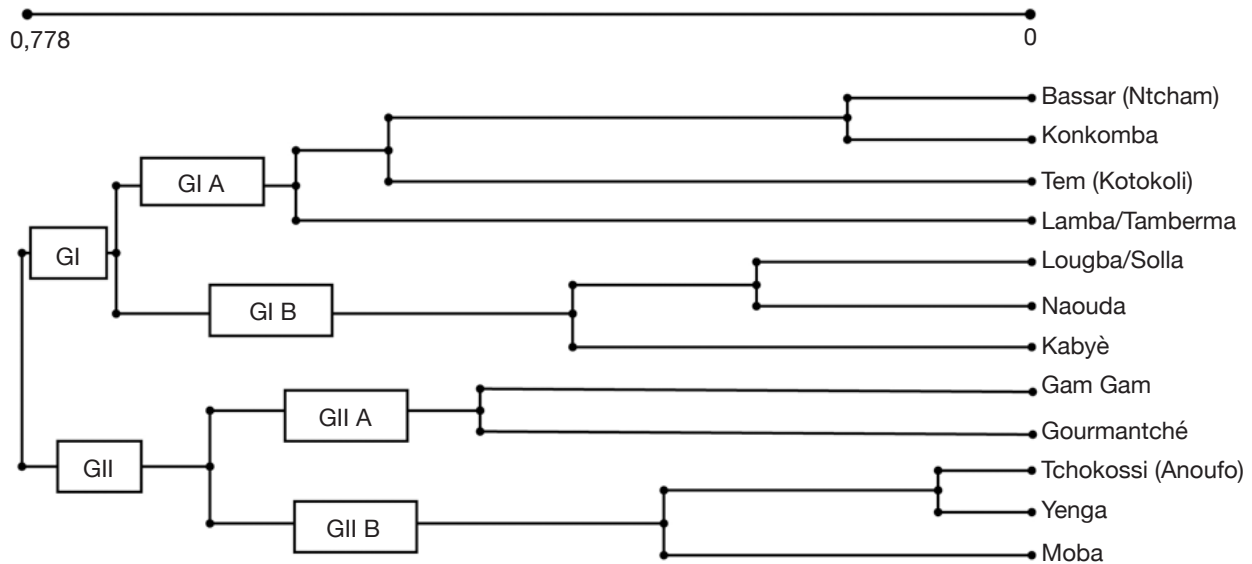 0,778
0
Bassar (Ntcham)
Konkomba
GI A
Tem (Kotokoli)
Lamba/Tamberma
GI
Lougba/Solla
GI B
Naouda
Kabyè
Gam Gam
GII A
Gourmantché
GII
Tchokossi (Anoufo)
Yenga
GII B
Moba